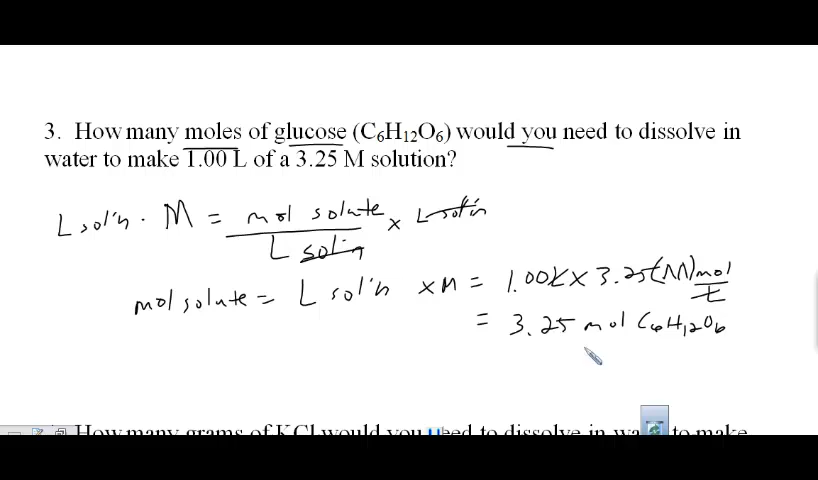 3. How many moles of glucose (C₆H₁₂O₆) would you need to dissolve in
water to make 1.00 L of a 3.25 M solution?
L sol'n · M = mol solute / L sol'n × L sol'n
mol solute = L sol'n × M = 1.00 L × 3.25 (M) mol / L
= 3.25 mol C₆H₁₂O₆
How many grams of KCl would you need to dissolve in water to make